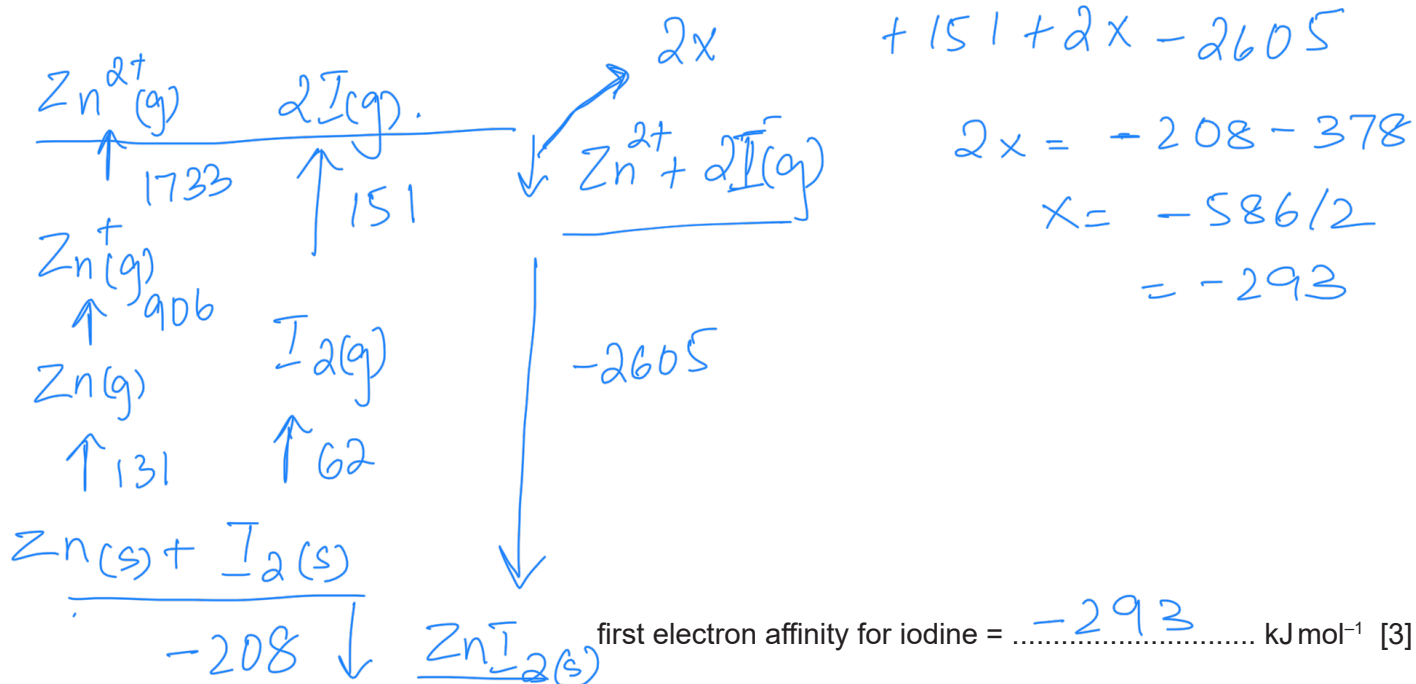 2x
+ 151 + 2x - 2605
Zn²⁺(g) 2I(g).
2x = - 208 - 378
Zn²⁺ + 2I⁻(g)
1733
151
x = - 586/2
Zn⁺(g)
= - 293
906
I₂(g)
-2605
Zn(g)
131
62
Zn(s) + I₂(s)
-208
ZnI₂(s)
first electron affinity for iodine = ..............-293.............. kJ mol⁻¹ [3]